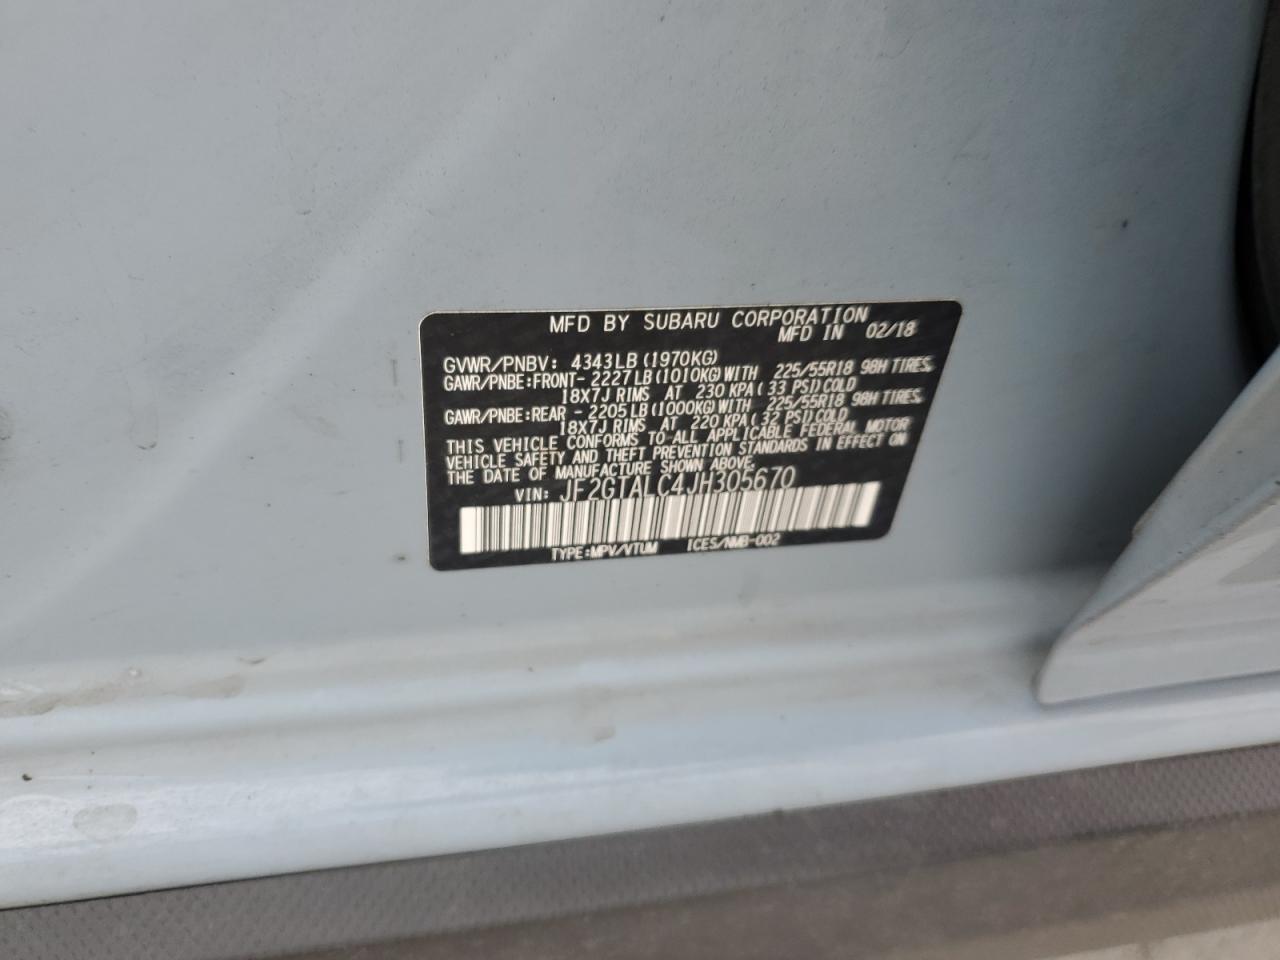 MFD BY SUBARU CORPORATION
MFD IN 02/18
GVWR/PNBV: 4343LB (1970KG)
GAWR/PNBE:FRONT- 2227LB (1010KG) WITH 225/55R18 98H TIRES
18X7J RIMS AT 230 KPA ( 33 PSI) COLD
GAWR/PNBE:REAR - 2205LB (1000KG) WITH 225/55R18 98H TIRES
18X7J RIMS AT 220 KPA ( 32 PSI) COLD
THIS VEHICLE CONFORMS TO ALL APPLICABLE FEDERAL MOTOR
VEHICLE SAFETY AND THEFT PREVENTION STANDARDS IN EFFECT ON
THE DATE OF MANUFACTURE SHOWN ABOVE.
VIN: JF2GTALC4JH305670
TYPE:MPV/VTUM ICES/NMB-002